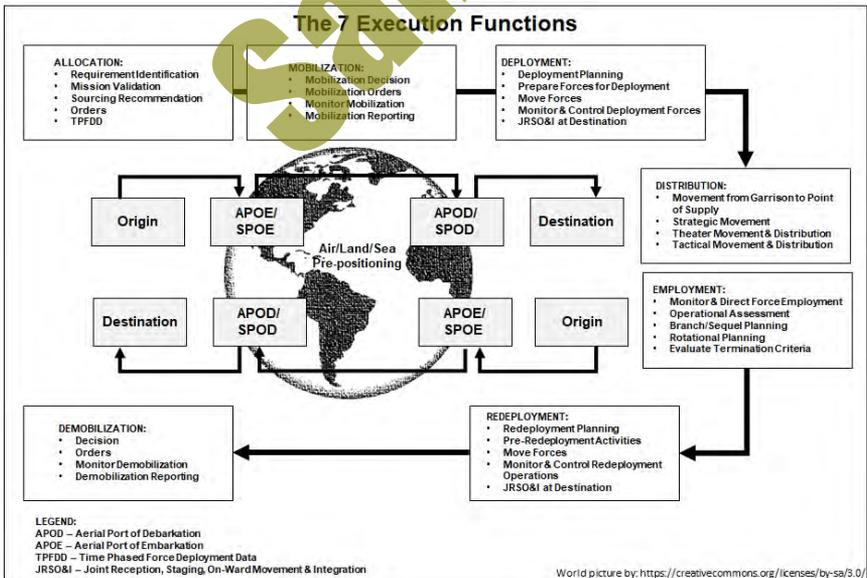 The 7 Execution Functions
ALLOCATION:
• Requirement Identification
• Mission Validation
• Sourcing Recommendation
• Orders
• TPFDD
MOBILIZATION:
• Mobilization Decision
• Mobilization Orders
• Monitor Mobilization
• Mobilization Reporting
DEPLOYMENT:
• Deployment Planning
• Prepare Forces for Deployment
• Move Forces
• Monitor & Control Deployment Forces
• JRSO&I at Destination
DISTRIBUTION:
• Movement from Garrison to Point
of Supply
• Strategic Movement
• Theater Movement & Distribution
• Tactical Movement & Distribution
Origin
APOE/
SPOE
APOD/
SPOD
Destination
Air/Land/Sea
Pre-positioning
EMPLOYMENT:
• Monitor & Direct Force Employment
• Operational Assessment
• Branch/Sequel Planning
• Rotational Planning
• Evaluate Termination Criteria
Destination
APOD/
SPOD
APOE/
SPOE
Origin
DEMOBILIZATION:
• Decision
• Orders
• Monitor Demobilization
• Demobilization Reporting
REDEPLOYMENT:
• Redeployment Planning
• Pre-Redeployment Activities
• Move Forces
• Monitor & Control Redeployment
Operations
• JRSO&I at Destination
LEGEND:
APOD – Aerial Port of Debarkation
APOE – Aerial Port of Embarkation
TPFDD – Time Phased Force Deployment Data
JRSO&I – Joint Reception, Staging, On-Ward Movement & Integration
World picture by: https://creativecommons.org/licenses/by-sa/3.0/